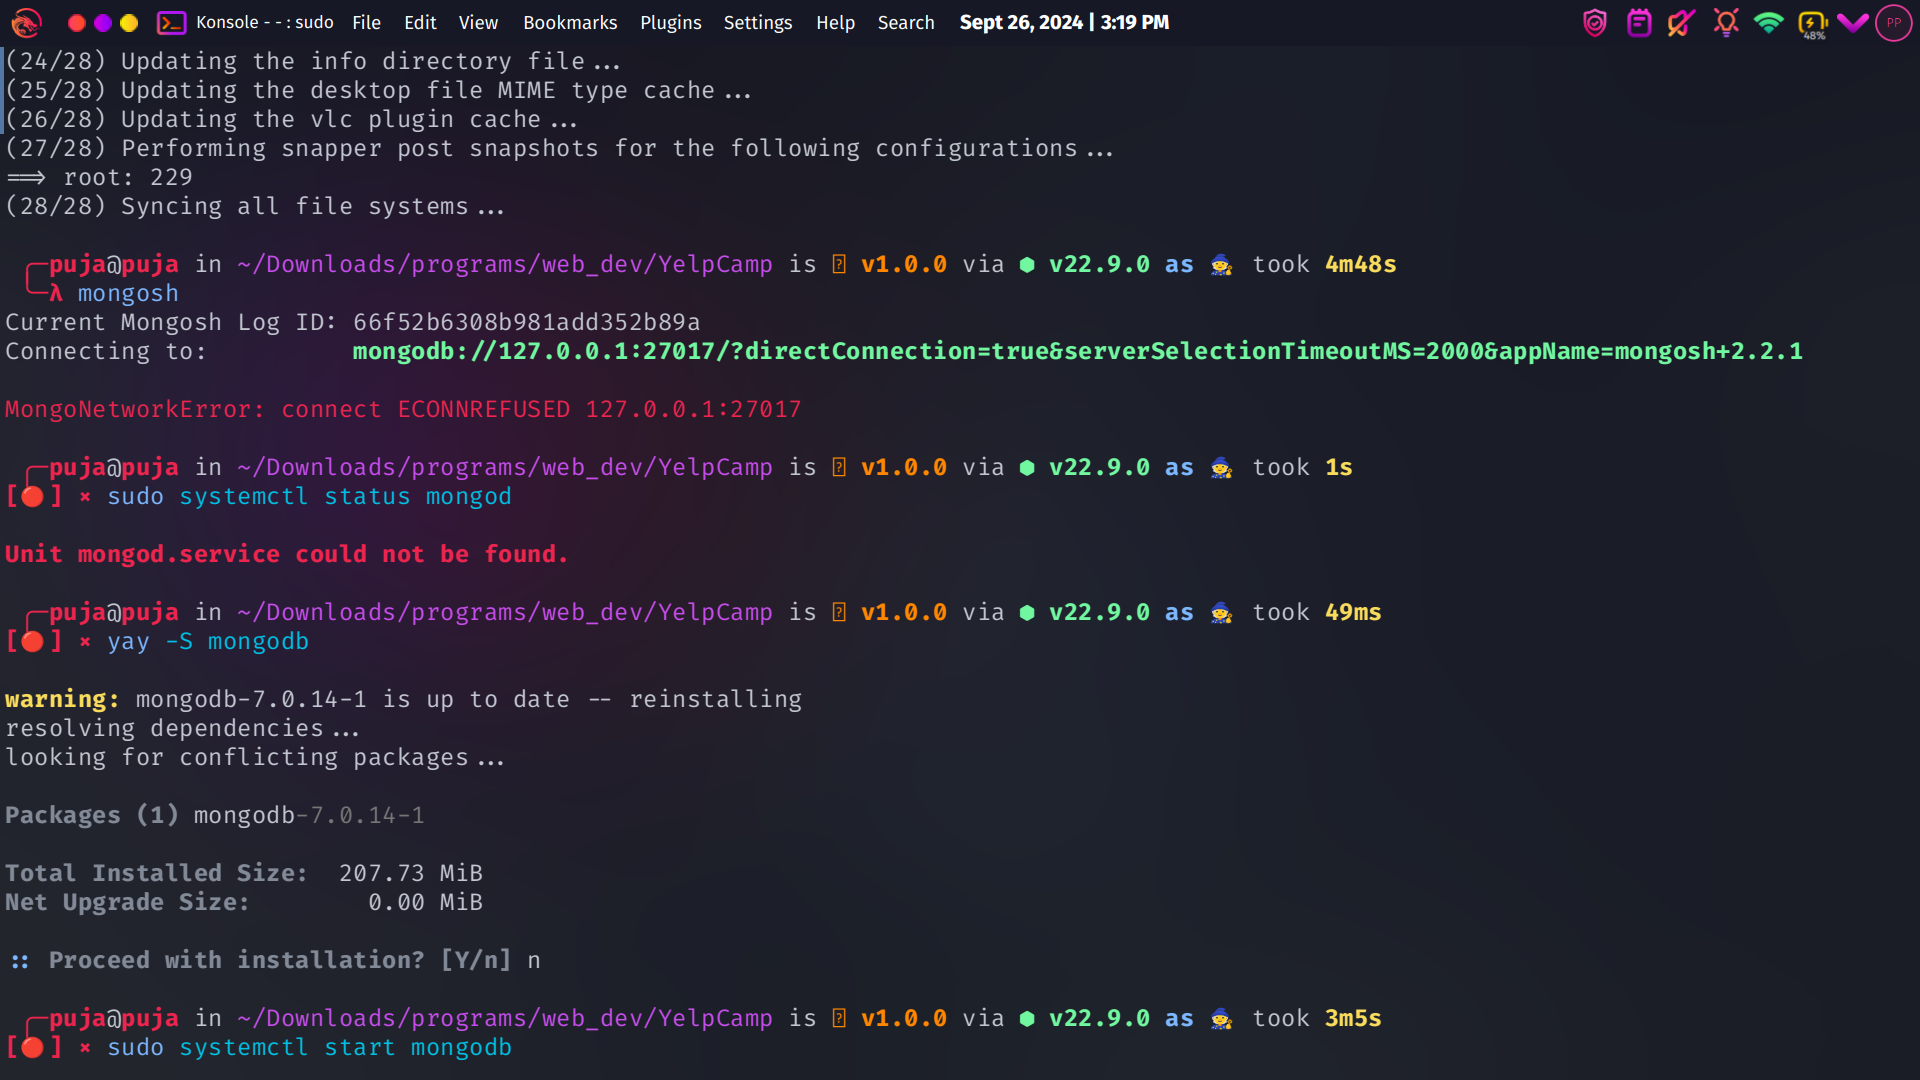 Konsole - - : sudo File Edit View Bookmarks Plugins Settings Help Search Sept 26, 2024 | 3:19 PM 48% PP
(24/28) Updating the info directory file...
(25/28) Updating the desktop file MIME type cache...
(26/28) Updating the vlc plugin cache...
(27/28) Performing snapper post snapshots for the following configurations...
==> root: 229
(28/28) Syncing all file systems...
puja@puja in ~/Downloads/programs/web_dev/YelpCamp is v1.0.0 via ⬢ v22.9.0 as 🧙 took 4m48s
λ mongosh
Current Mongosh Log ID: 66f52b6308b981add352b89a
Connecting to: mongodb://127.0.0.1:27017/?directConnection=true&serverSelectionTimeoutMS=2000&appName=mongosh+2.2.1
MongoNetworkError: connect ECONNREFUSED 127.0.0.1:27017
puja@puja in ~/Downloads/programs/web_dev/YelpCamp is v1.0.0 via ⬢ v22.9.0 as 🧙 took 1s
[🔴] × sudo systemctl status mongod
Unit mongod.service could not be found.
puja@puja in ~/Downloads/programs/web_dev/YelpCamp is v1.0.0 via ⬢ v22.9.0 as 🧙 took 49ms
[🔴] × yay -S mongodb
warning: mongodb-7.0.14-1 is up to date -- reinstalling
resolving dependencies...
looking for conflicting packages...
Packages (1) mongodb-7.0.14-1
Total Installed Size: 207.73 MiB
Net Upgrade Size: 0.00 MiB
:: Proceed with installation? [Y/n] n
puja@puja in ~/Downloads/programs/web_dev/YelpCamp is v1.0.0 via ⬢ v22.9.0 as 🧙 took 3m5s
[🔴] × sudo systemctl start mongodb